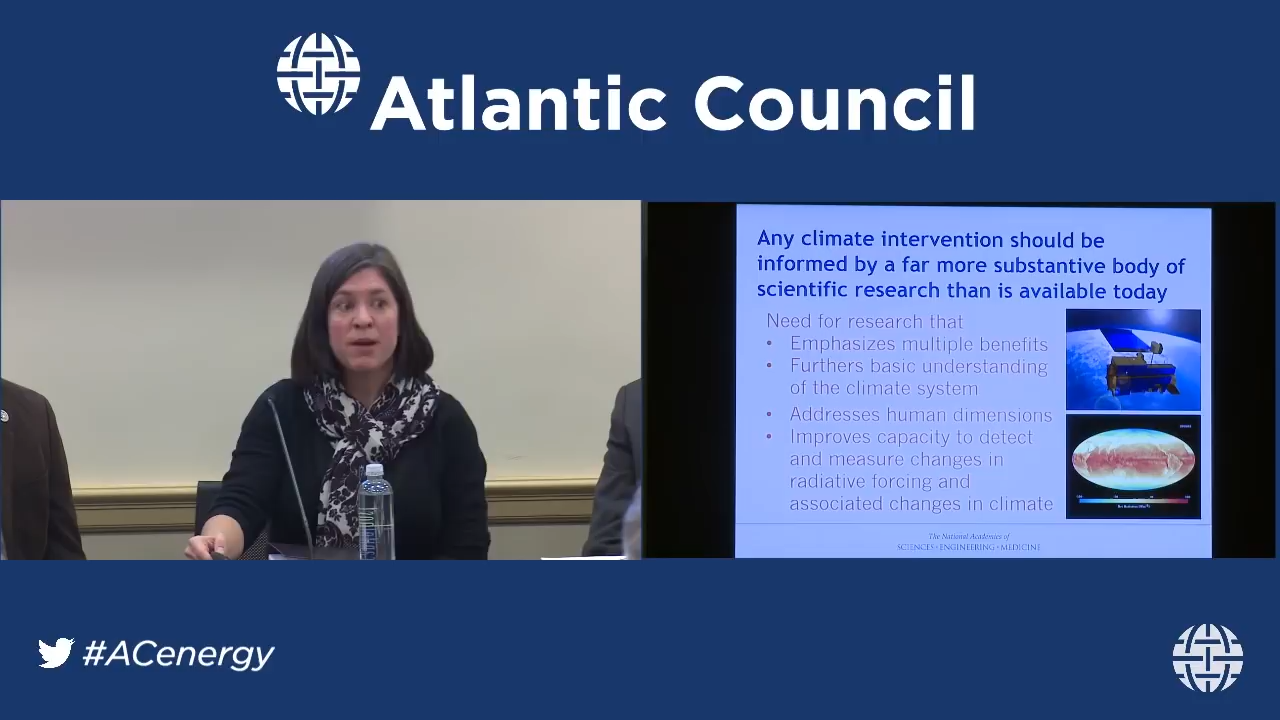 Atlantic Council
Any climate intervention should be
informed by a far more substantive body of
scientific research than is available today
Need for research that
• Emphasizes multiple benefits
• Furthers basic understanding
of the climate system
• Addresses human dimensions
• Improves capacity to detect
and measure changes in
radiative forcing and
associated changes in climate
The National Academies of
SCIENCES • ENGINEERING • MEDICINE
#ACenergy